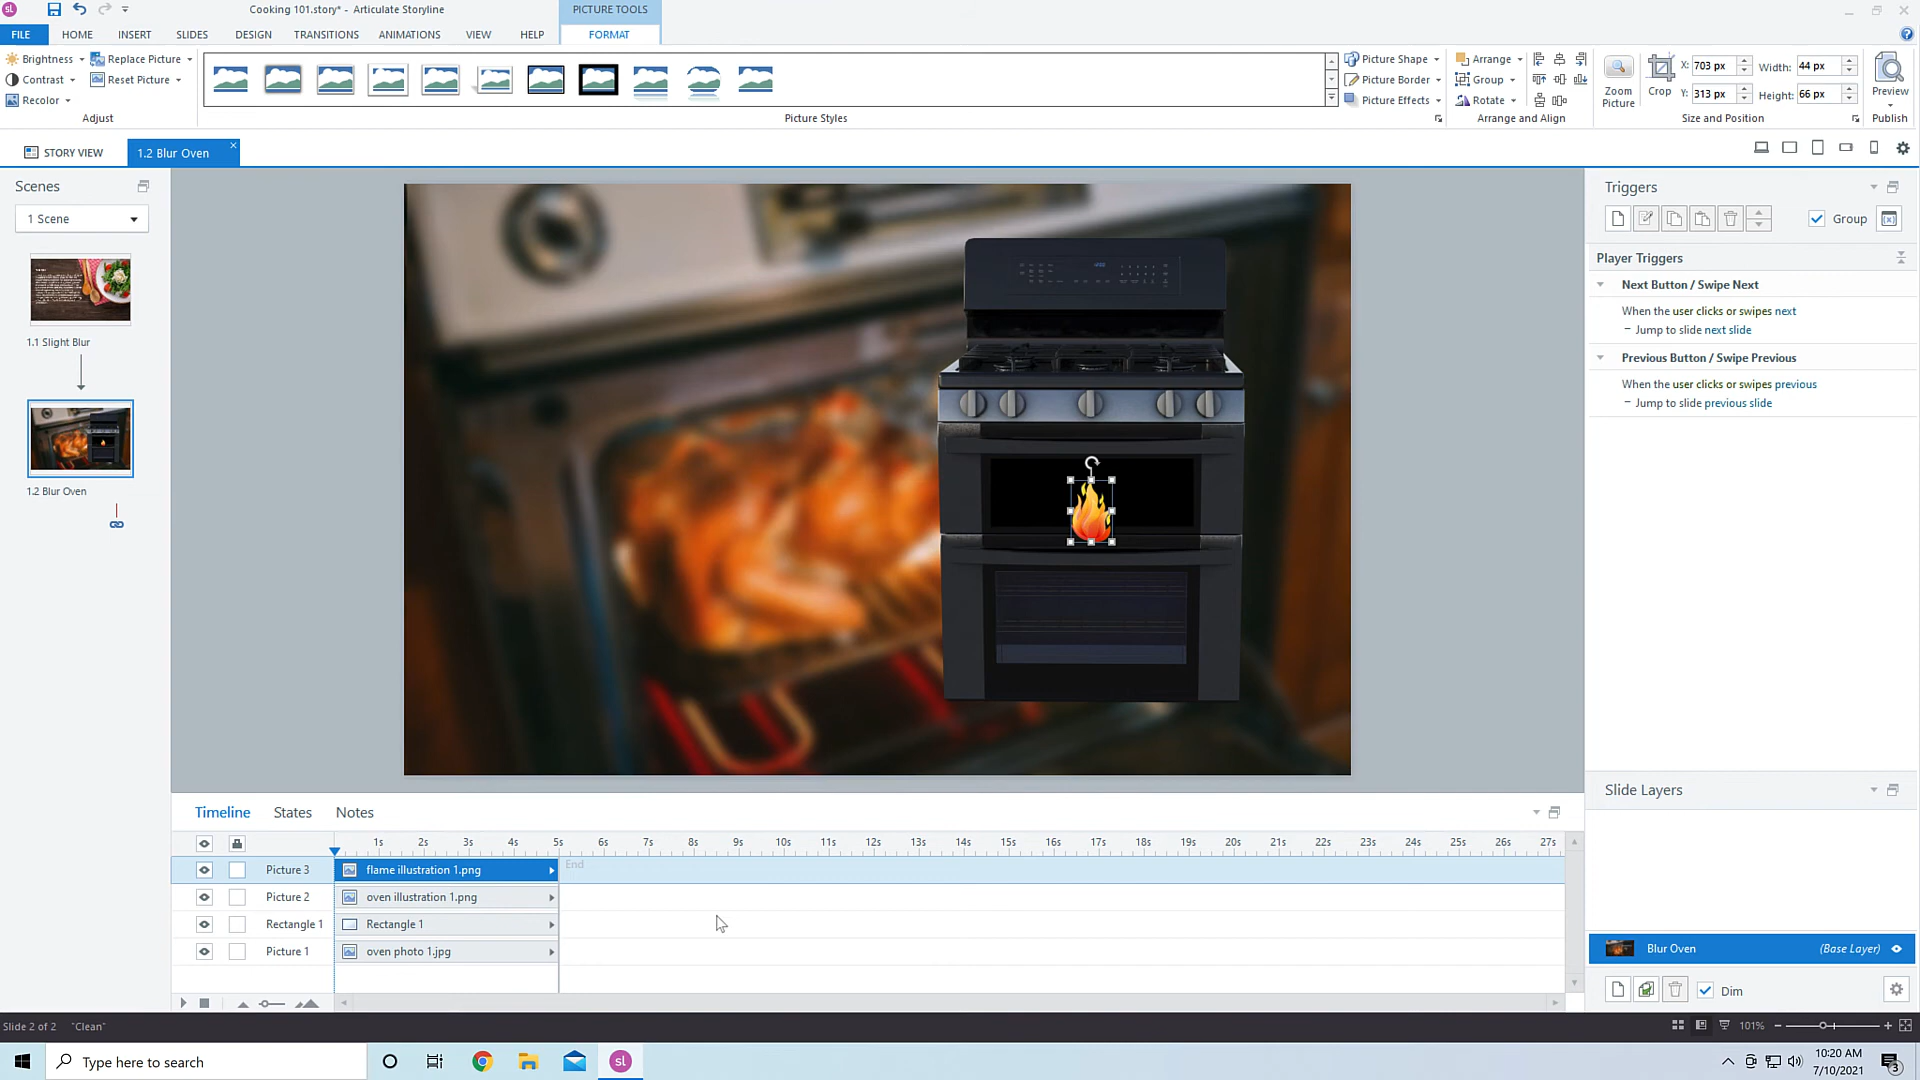 sl Cooking 101.story* - Articulate Storyline PICTURE TOOLS
FILE HOME INSERT SLIDES DESIGN TRANSITIONS ANIMATIONS VIEW HELP FORMAT
Brightness Replace Picture
Contrast Reset Picture
Recolor
Adjust
Picture Styles
Picture Shape
Picture Border
Picture Effects
Arrange
Group
Rotate
Arrange and Align
Zoom Picture
Crop
X: 703 px Width: 44 px
Y: 313 px Height: 66 px
Size and Position
Preview
Publish
STORY VIEW 1.2 Blur Oven
Scenes
1 Scene
1.1 Slight Blur
1.2 Blur Oven
Triggers
Group
Player Triggers
Next Button / Swipe Next
When the user clicks or swipes next
– Jump to slide next slide
Previous Button / Swipe Previous
When the user clicks or swipes previous
– Jump to slide previous slide
Slide Layers
Blur Oven (Base Layer)
Dim
Timeline States Notes
1s 2s 3s 4s 5s 6s 7s 8s 9s 10s 11s 12s 13s 14s 15s 16s 17s 18s 19s 20s 21s 22s 23s 24s 25s 26s 27s
Picture 3 flame illustration 1.png End
Picture 2 oven illustration 1.png
Rectangle 1 Rectangle 1
Picture 1 oven photo 1.jpg
Slide 2 of 2 "Clean" 101%
Type here to search
sl
10:20 AM
7/10/2021
3